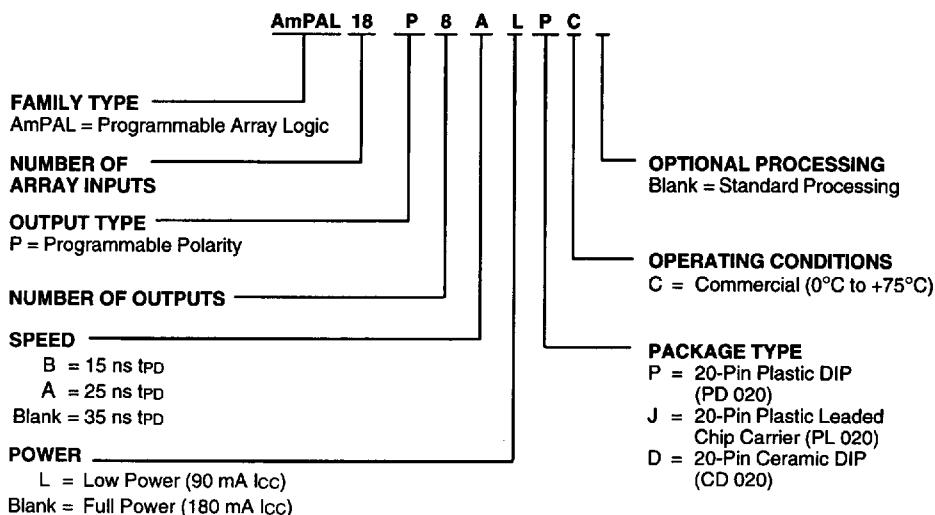 AmPAL 18 P 8 A L P C
FAMILY TYPE
AmPAL = Programmable Array Logic
NUMBER OF
ARRAY INPUTS
OUTPUT TYPE
P = Programmable Polarity
NUMBER OF OUTPUTS
SPEED
B = 15 ns tPD
A = 25 ns tPD
Blank = 35 ns tPD
POWER
L = Low Power (90 mA ICC)
Blank = Full Power (180 mA ICC)
OPTIONAL PROCESSING
Blank = Standard Processing
OPERATING CONDITIONS
C = Commercial (0°C to +75°C)
PACKAGE TYPE
P = 20-Pin Plastic DIP
(PD 020)
J = 20-Pin Plastic Leaded
Chip Carrier (PL 020)
D = 20-Pin Ceramic DIP
(CD 020)